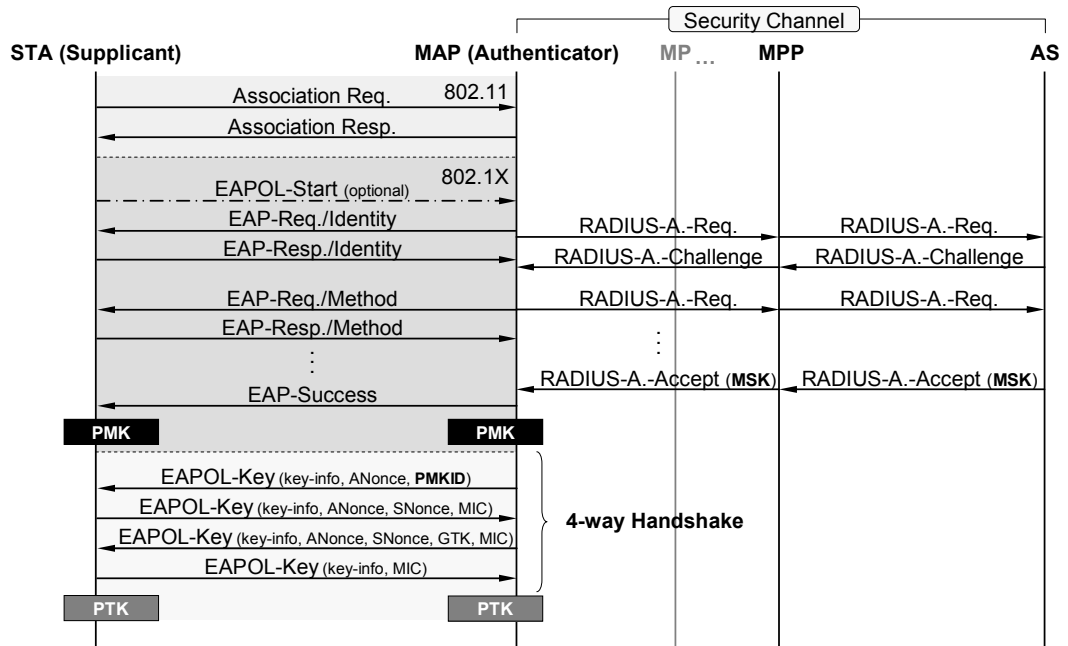 Security Channel
STA (Supplicant) MAP (Authenticator) MP ... MPP AS
Association Req. 802.11
Association Resp.
802.1X
EAPOL-Start (optional)
EAP-Req./Identity RADIUS-A.-Req. RADIUS-A.-Req.
EAP-Resp./Identity RADIUS-A.-Challenge RADIUS-A.-Challenge
EAP-Req./Method RADIUS-A.-Req. RADIUS-A.-Req.
EAP-Resp./Method
⋮ ⋮
RADIUS-A.-Accept (MSK) RADIUS-A.-Accept (MSK)
EAP-Success
PMK PMK
EAPOL-Key (key-info, ANonce, PMKID)
EAPOL-Key (key-info, ANonce, SNonce, MIC)
4-way Handshake
EAPOL-Key (key-info, ANonce, SNonce, GTK, MIC)
EAPOL-Key (key-info, MIC)
PTK PTK